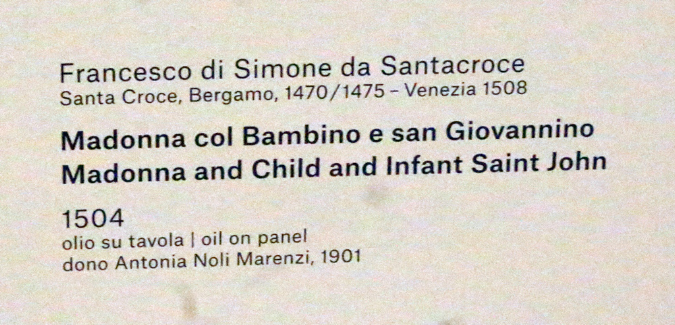 Francesco di Simone da Santacroce
Santa Croce, Bergamo, 1470/1475 – Venezia 1508
Madonna col Bambino e san Giovannino
Madonna and Child and Infant Saint John
1504
olio su tavola | oil on panel
dono Antonia Noli Marenzi, 1901